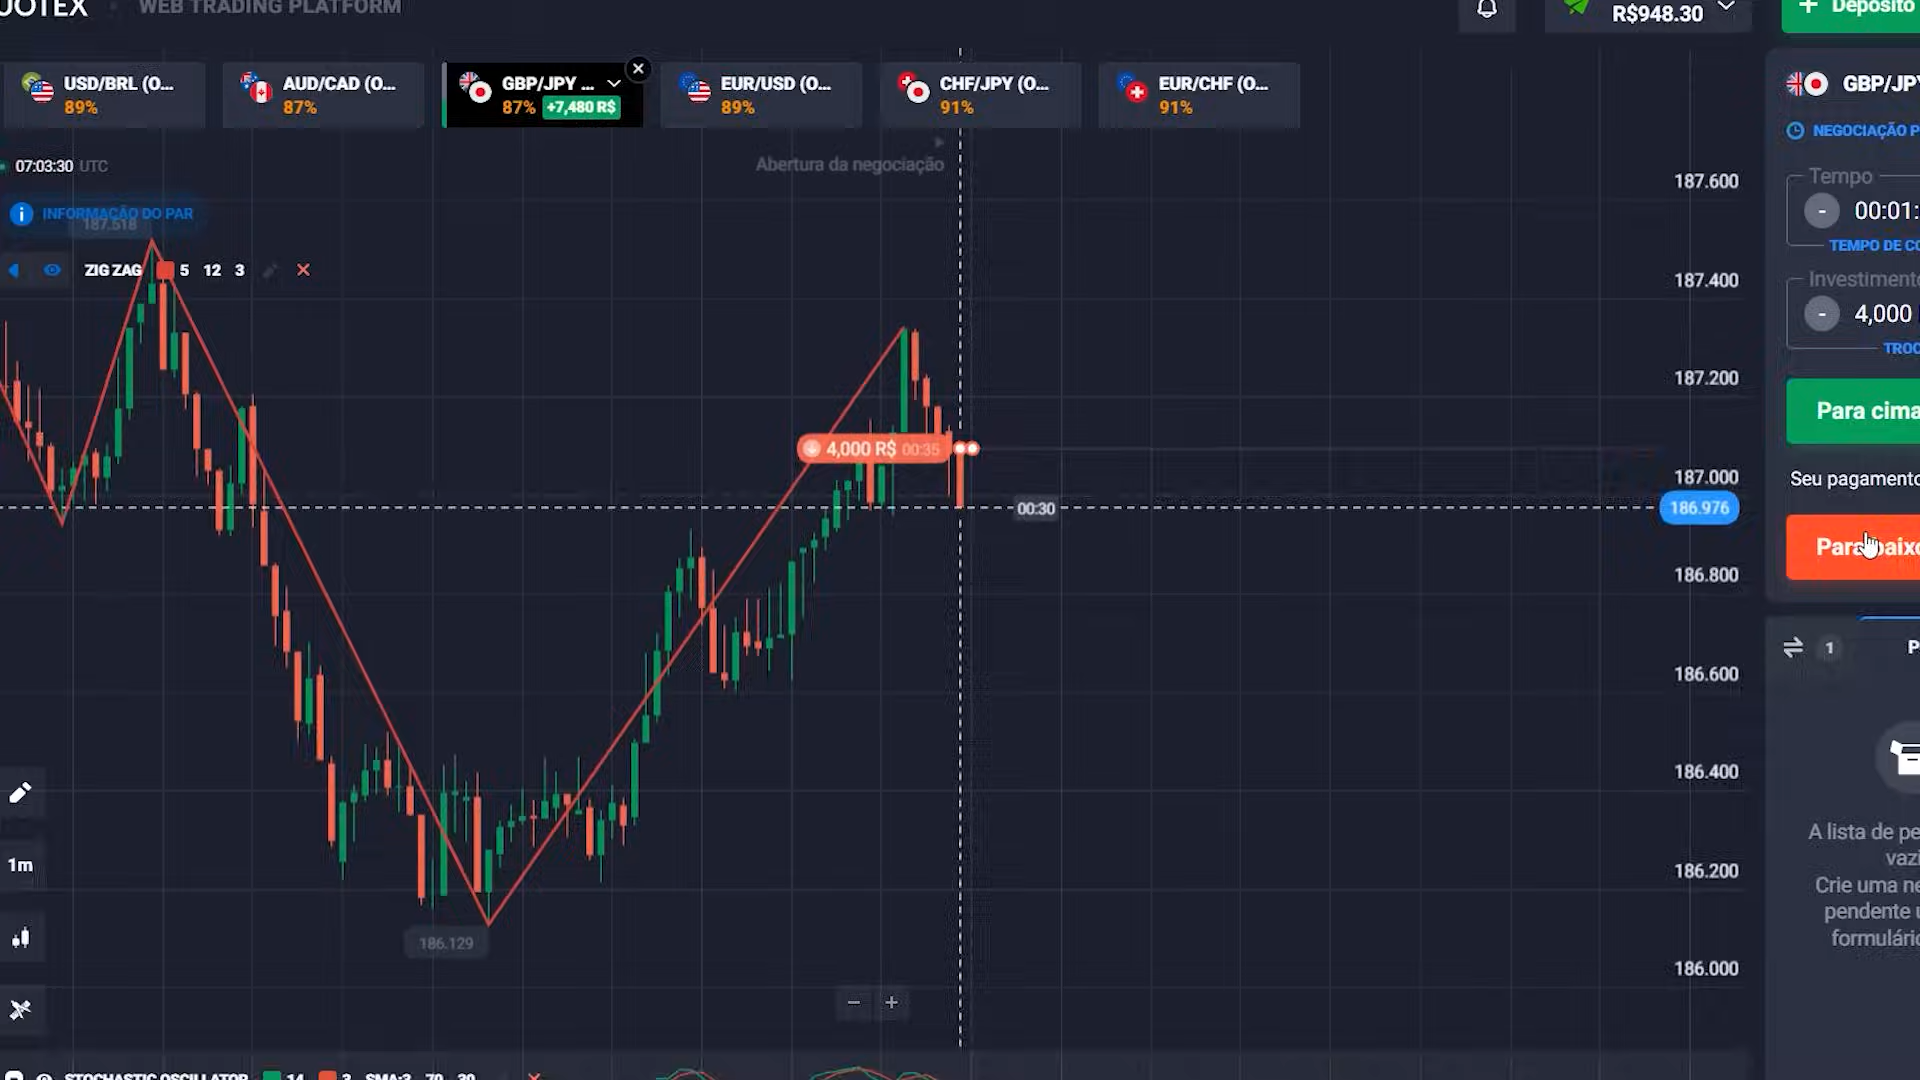 UOTEX
WEB TRADING PLATFORM
R$948.30
+ Depósito
USD/BRL (O...
89%
AUD/CAD (O...
87%
GBP/JPY ...
87% +7,480 R$
EUR/USD (O...
89%
CHF/JPY (O...
91%
EUR/CHF (O...
91%
GBP/JPY
NEGOCIAÇÃO P
07:03:30 UTC
Abertura da negociação
INFORMAÇÃO DO PAR
187.518
ZIG ZAG 5 12 3
187.600
187.400
187.200
187.000
186.976
186.800
186.600
186.400
186.200
186.000
4,000 R$ 00:35
00:30
186.129
1m
- +
Tempo
- 00:01:
TEMPO DE CO
Investimento
- 4,000
TROC
Para cima
Seu pagamento
Para baixo
1
P
A lista de pe
vazi
Crie uma ne
pendente u
formulário
STOCHASTIC OSCILLATOR 14 3 SMA:3 70 30